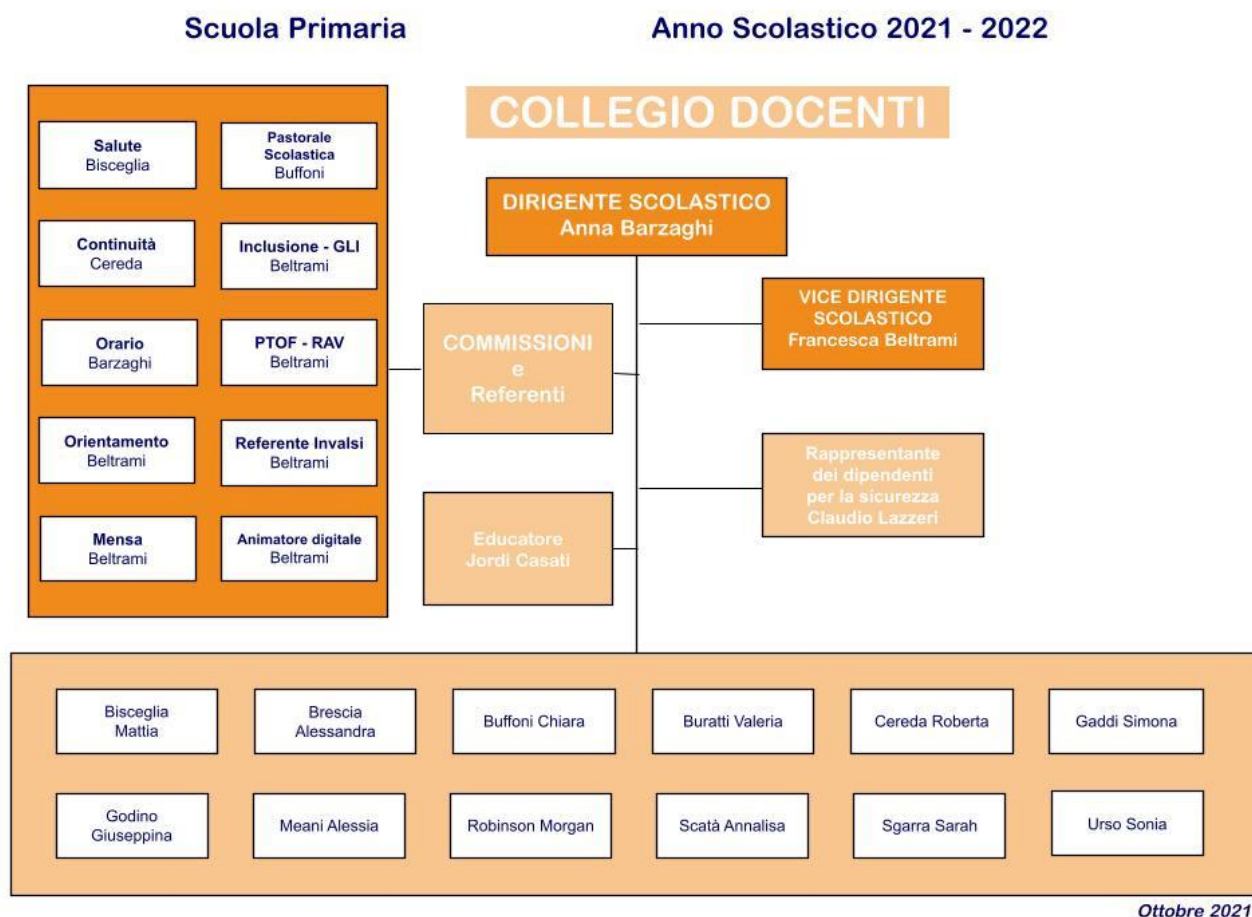 Scuola Primaria
Anno Scolastico 2021 - 2022
COLLEGIO DOCENTI
DIRIGENTE SCOLASTICO
Anna Barzaghi
VICE DIRIGENTE
SCOLASTICO
Francesca Beltrami
COMMISSIONI
e
Referenti
Rappresentante
dei dipendenti
per la sicurezza
Claudio Lazzeri
Educatore
Jordi Casati
Salute
Bisceglia
Pastorale
Scolastica
Buffoni
Continuità
Cereda
Inclusione - GLI
Beltrami
Orario
Barzaghi
PTOF - RAV
Beltrami
Orientamento
Beltrami
Referente Invalsi
Beltrami
Mensa
Beltrami
Animatore digitale
Beltrami
Bisceglia
Mattia
Brescia
Alessandra
Buffoni Chiara
Buratti Valeria
Cereda Roberta
Gaddi Simona
Godino
Giuseppina
Meani Alessia
Robinson Morgan
Scatà Annalisa
Sgarra Sarah
Urso Sonia
Ottobre 2021